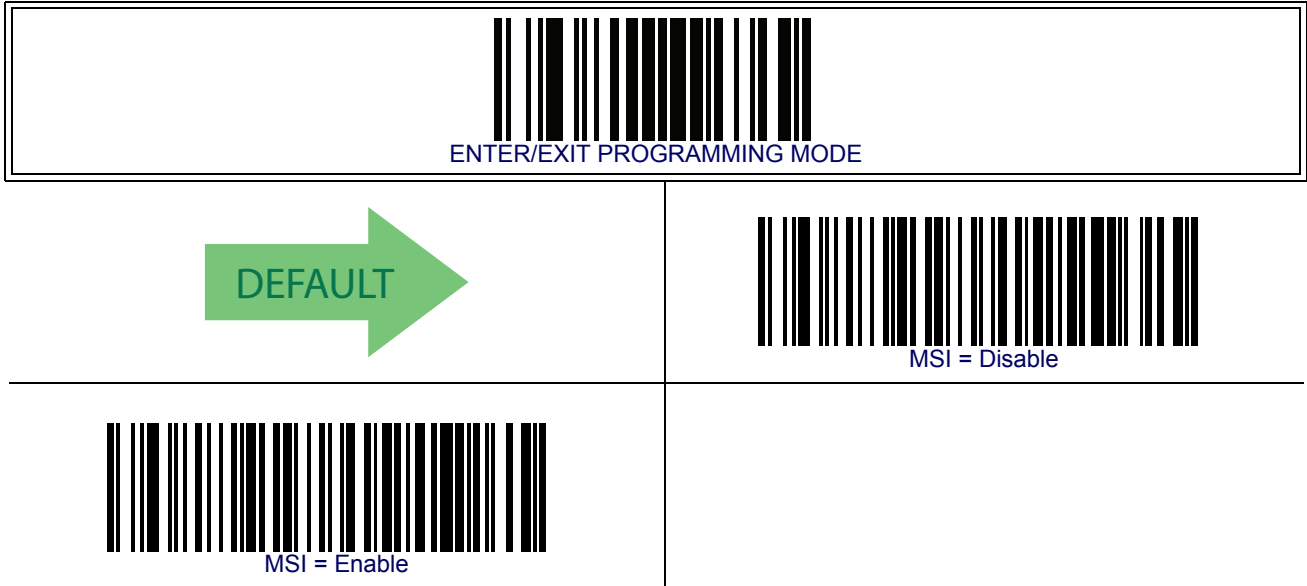 ENTER/EXIT PROGRAMMING MODE
DEFAULT
MSI = Disable
MSI = Enable